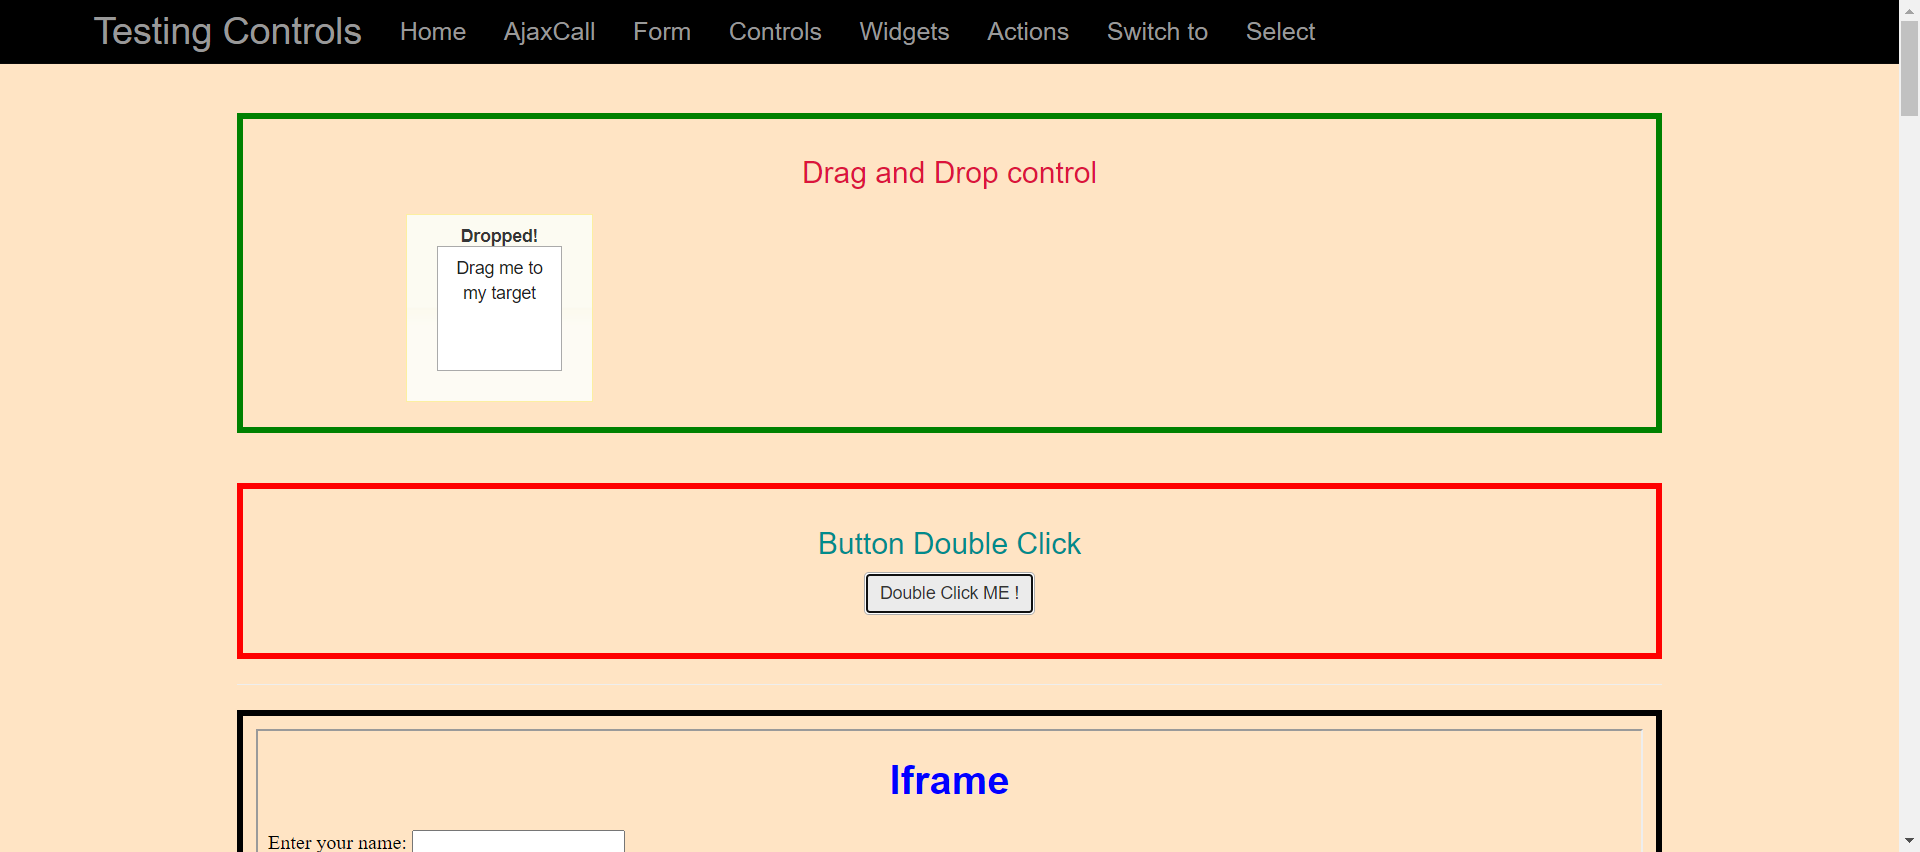 Testing Controls Home AjaxCall Form Controls Widgets Actions Switch to Select
Drag and Drop control
Dropped!
Drag me to
my target
Button Double Click
Double Click ME !
Iframe
Enter your name: